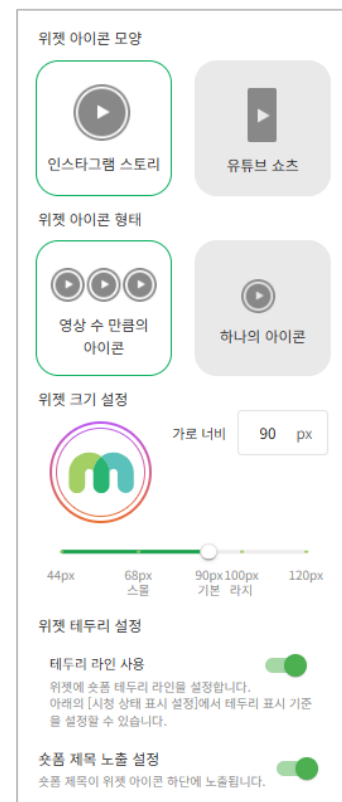 위젯 아이콘 모양
인스타그램 스토리
유튜브 쇼츠
위젯 아이콘 형태
영상 수 만큼의
아이콘
하나의 아이콘
위젯 크기 설정
가로 너비 90 px
44px 68px 90px 100px 120px
스몰 기본 라지
위젯 테두리 설정
테두리 라인 사용
위젯에 숏폼 테두리 라인을 설정합니다.
아래의 [시청 상태 표시 설정]에서 테두리 표시 기준
을 설정할 수 있습니다.
숏폼 제목 노출 설정
숏폼 제목이 위젯 아이콘 하단에 노출됩니다.